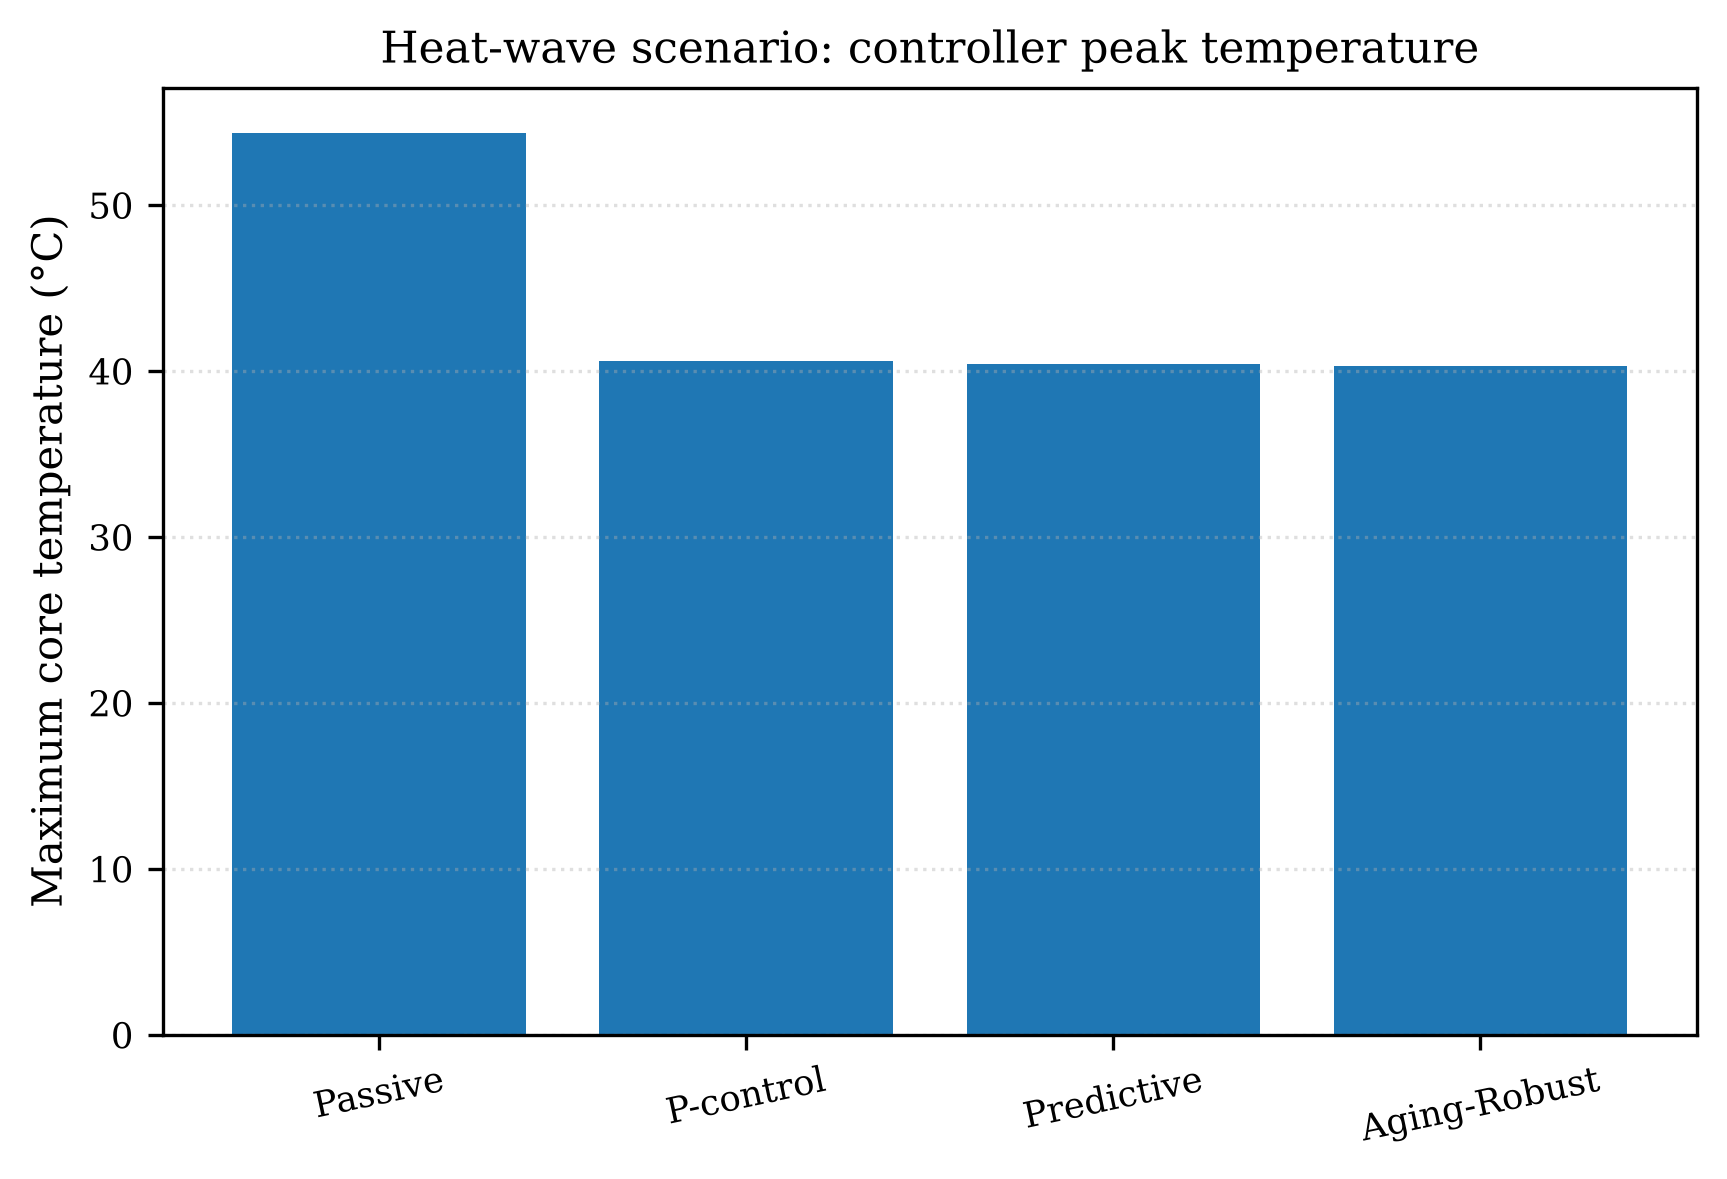 Heat-wave scenario: controller peak temperature
Maximum core temperature (°C)
50
40
30
20
10
0
Passive
P-control
Predictive
Aging-Robust